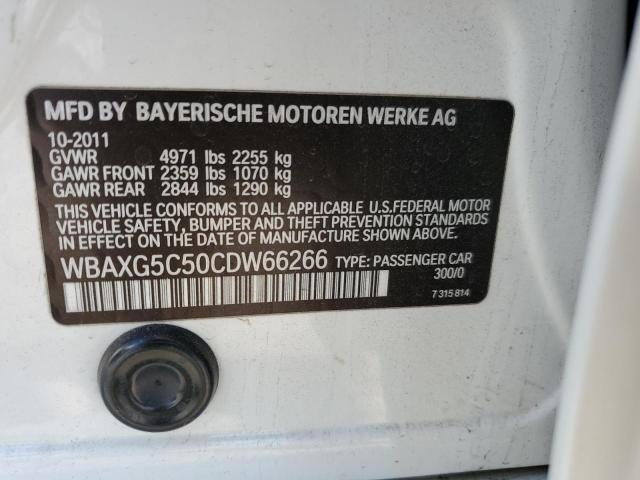 MFD BY BAYERISCHE MOTOREN WERKE AG
10-2011
GVWR 4971 lbs 2255 kg
GAWR FRONT 2359 lbs 1070 kg
GAWR REAR 2844 lbs 1290 kg
THIS VEHICLE CONFORMS TO ALL APPLICABLE U.S.FEDERAL MOTOR
VEHICLE SAFETY, BUMPER AND THEFT PREVENTION STANDARDS
IN EFFECT ON THE DATE OF MANUFACTURE SHOWN ABOVE.
WBAXG5C50CDW66266 TYPE: PASSENGER CAR
300/0
7 315 814